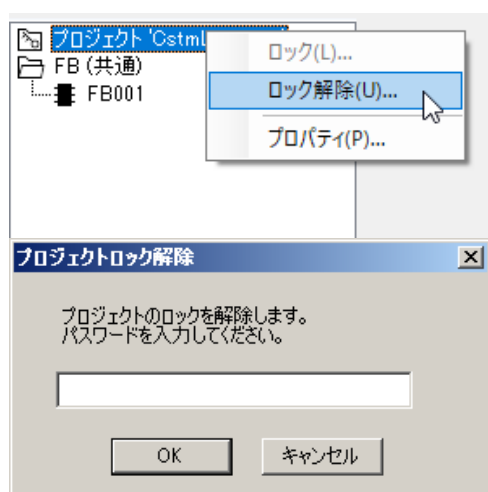 プロジェクト 'Cstml
FB (共通)
FB001
ロック(L)...
ロック解除(U)...
プロパティ(P)...
プロジェクトロック解除
プロジェクトのロックを解除します。
パスワードを入力してください。
OK
キャンセル